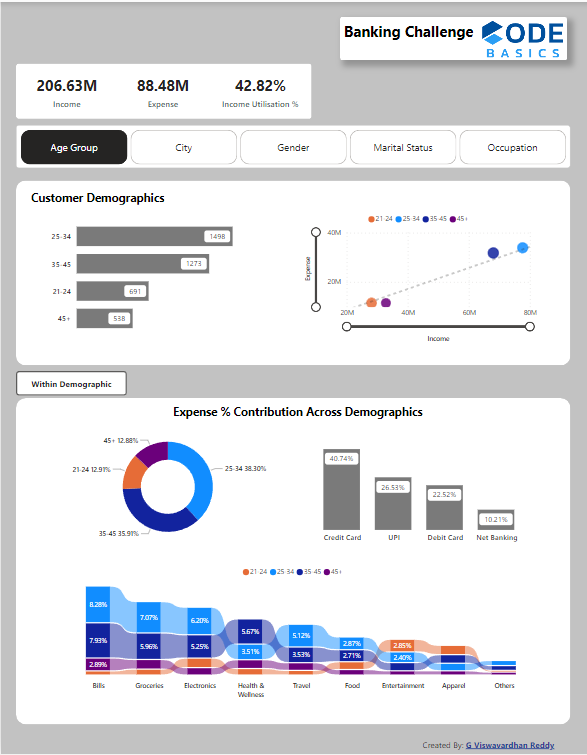 Banking Challenge
CODE
BASICS
206.63M 88.48M 42.82%
Income Expense Income Utilisation %
Age Group City Gender Marital Status Occupation
Customer Demographics
25-34 1498
35-45 1273
21-24 691
45+ 538
21-24 25-34 35-45 45+
40M
20M
Expense
20M 40M 60M 80M
Income
Within Demographic
Expense % Contribution Across Demographics
45+ 12.88%
21-24 12.91%
25-34 38.30%
35-45 35.91%
40.74% 26.53% 22.52% 10.21%
Credit Card UPI Debit Card Net Banking
21-24 25-34 35-45 45+
8.28% 7.07% 6.20% 5.67% 5.12% 2.87% 2.85%
7.93% 5.96% 5.25% 3.51% 3.53% 2.71% 2.40%
2.89%
Bills Groceries Electronics Health & Wellness Travel Food Entertainment Apparel Others
Created By: G Viswavardhan Reddy